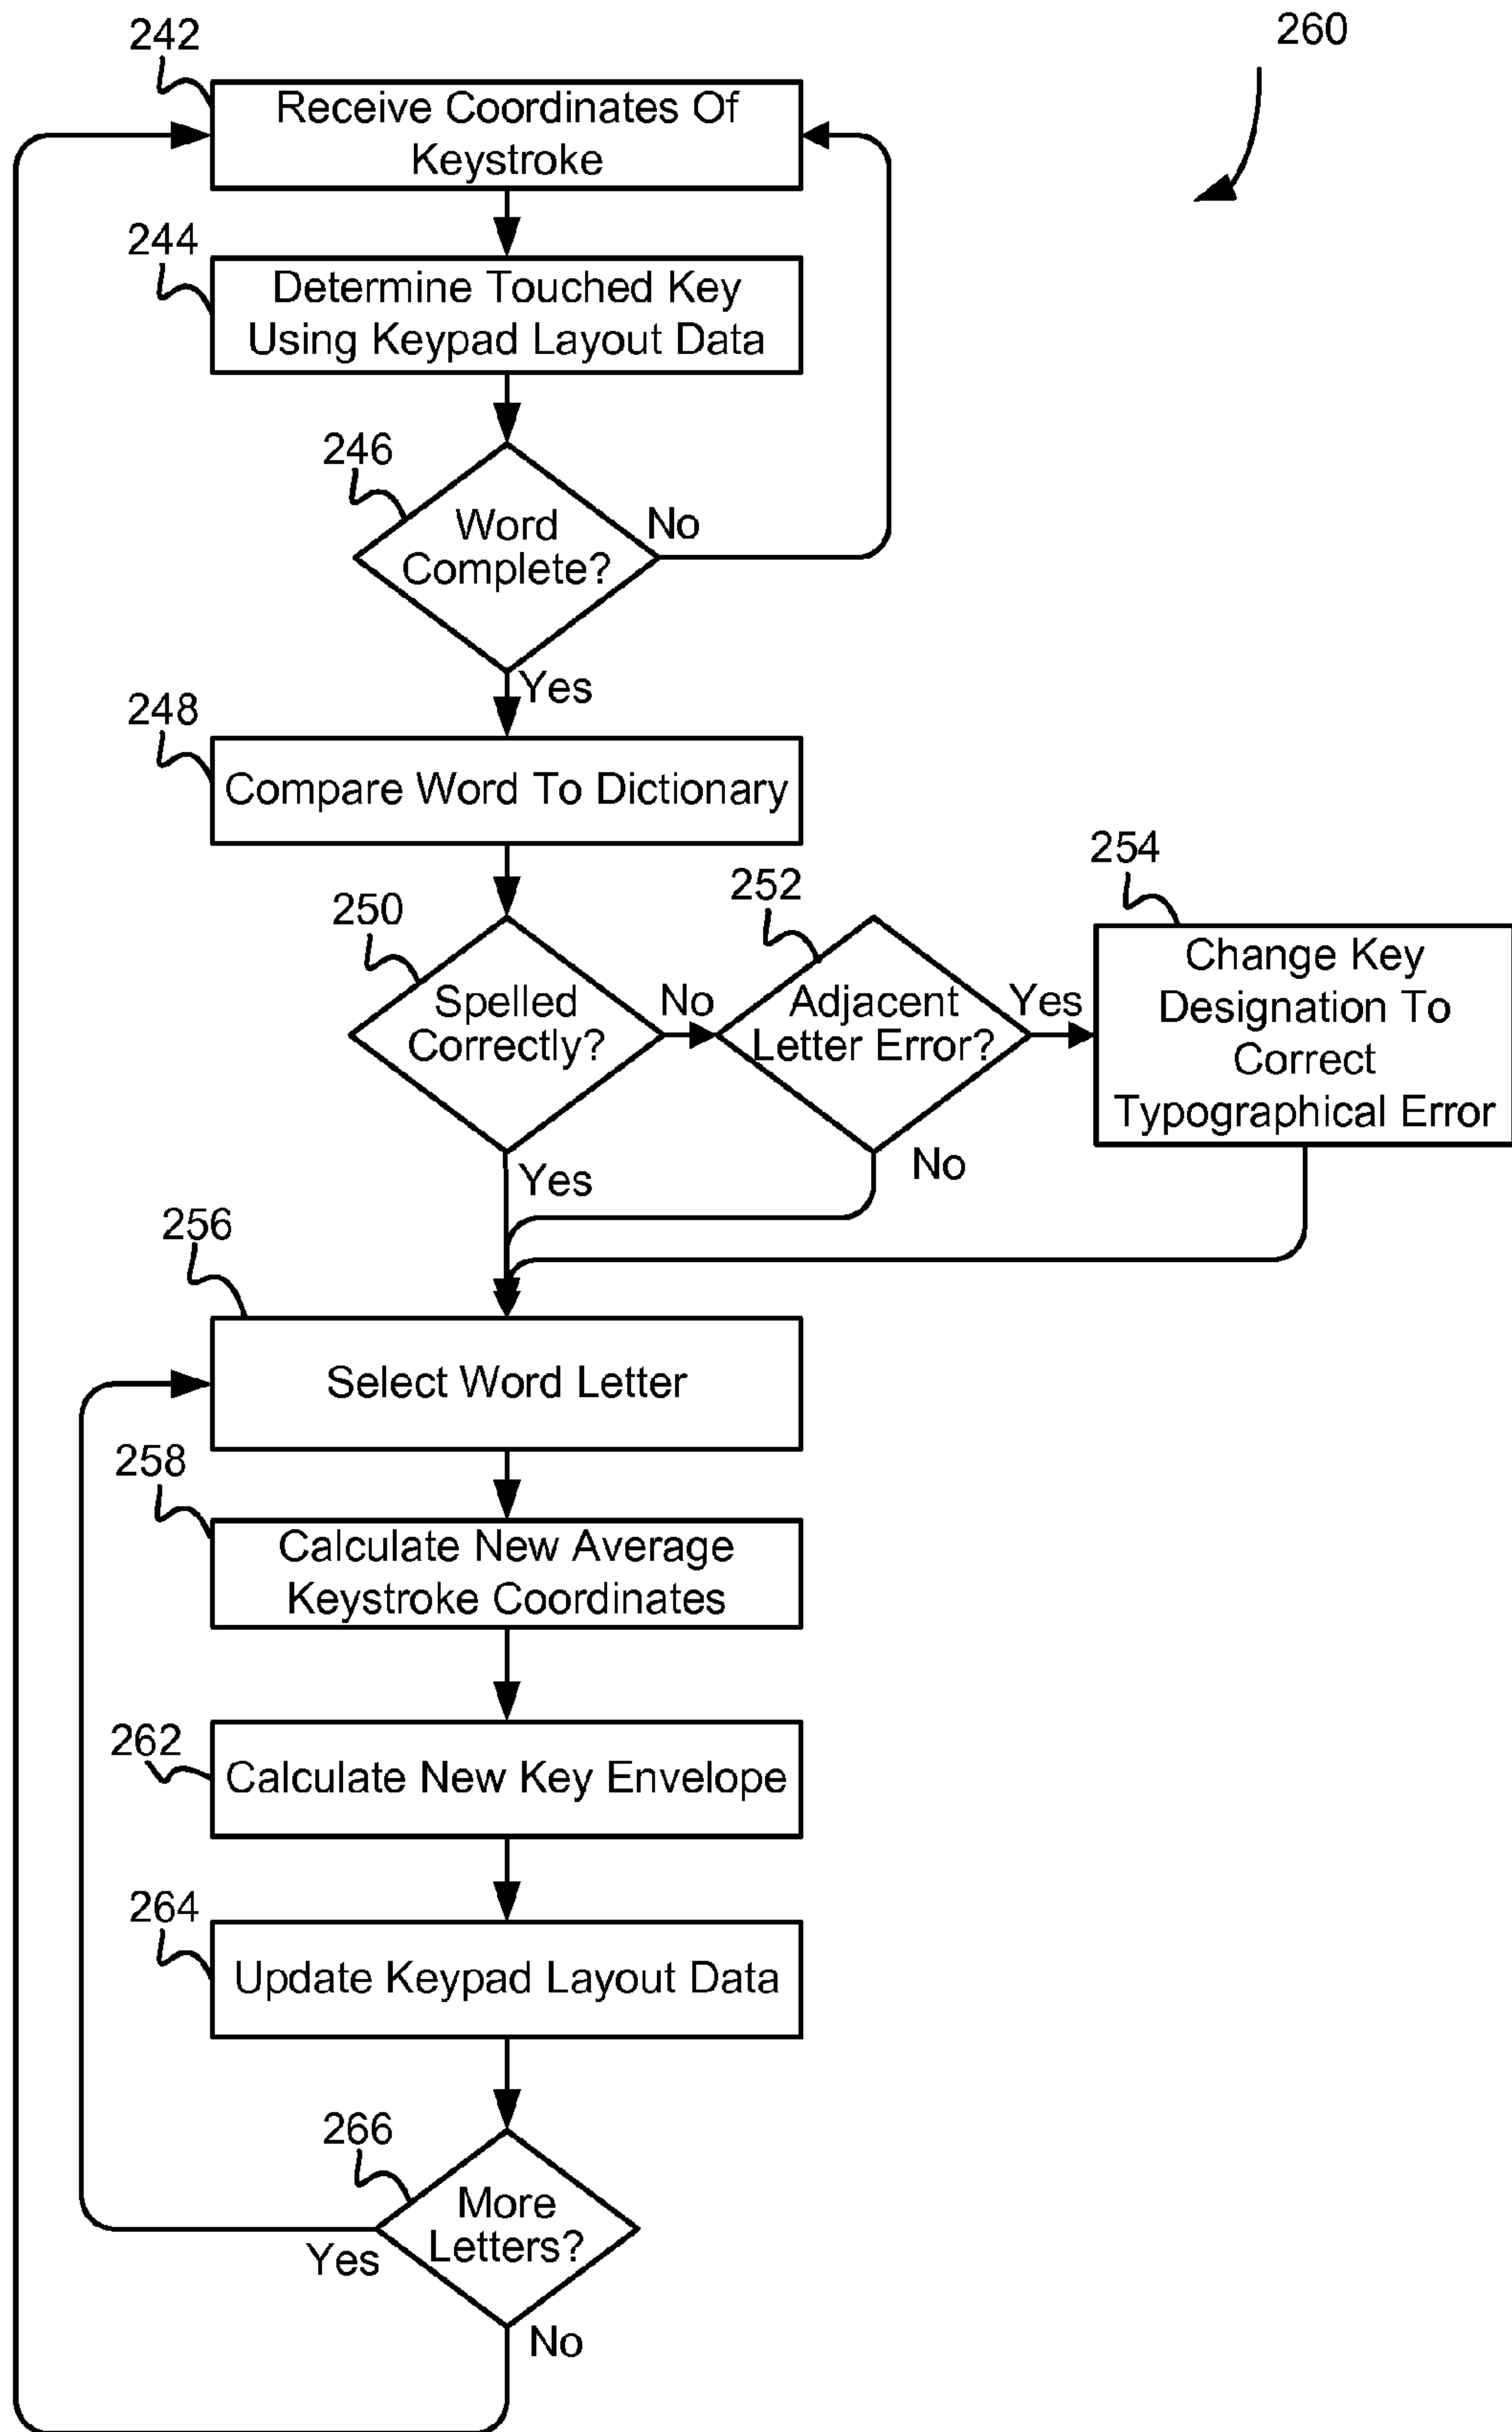 260
242
Receive Coordinates Of
Keystroke
244
Determine Touched Key
Using Keypad Layout Data
246
Word
Complete?
No
Yes
248
Compare Word To Dictionary
250
Spelled
Correctly?
No
Yes
252
Adjacent
Letter Error?
Yes
No
254
Change Key
Designation To
Correct
Typographical Error
256
Select Word Letter
258
Calculate New Average
Keystroke Coordinates
262
Calculate New Key Envelope
264
Update Keypad Layout Data
266
More
Letters?
Yes
No